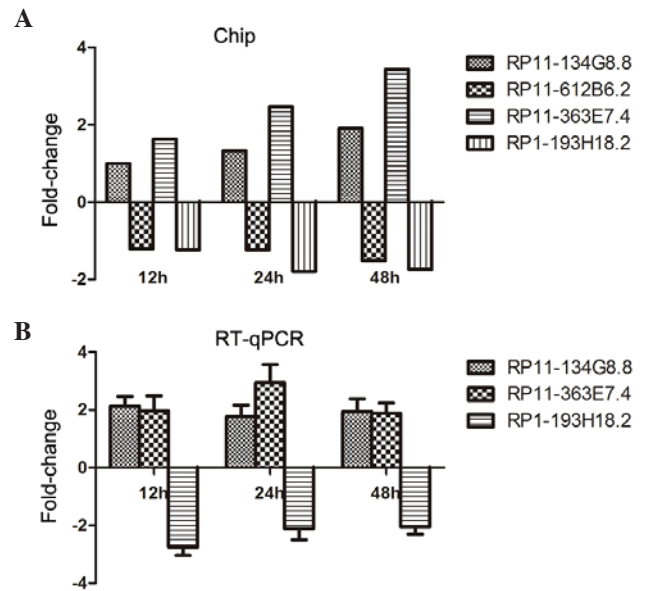 A
Chip
Fold-change
4
2
0
-2
12h
24h
48h
RP11-134G8.8
RP11-612B6.2
RP11-363E7.4
RP1-193H18.2
B
RT-qPCR
Fold-change
4
2
0
-2
-4
12h
24h
48h
RP11-134G8.8
RP11-363E7.4
RP1-193H18.2